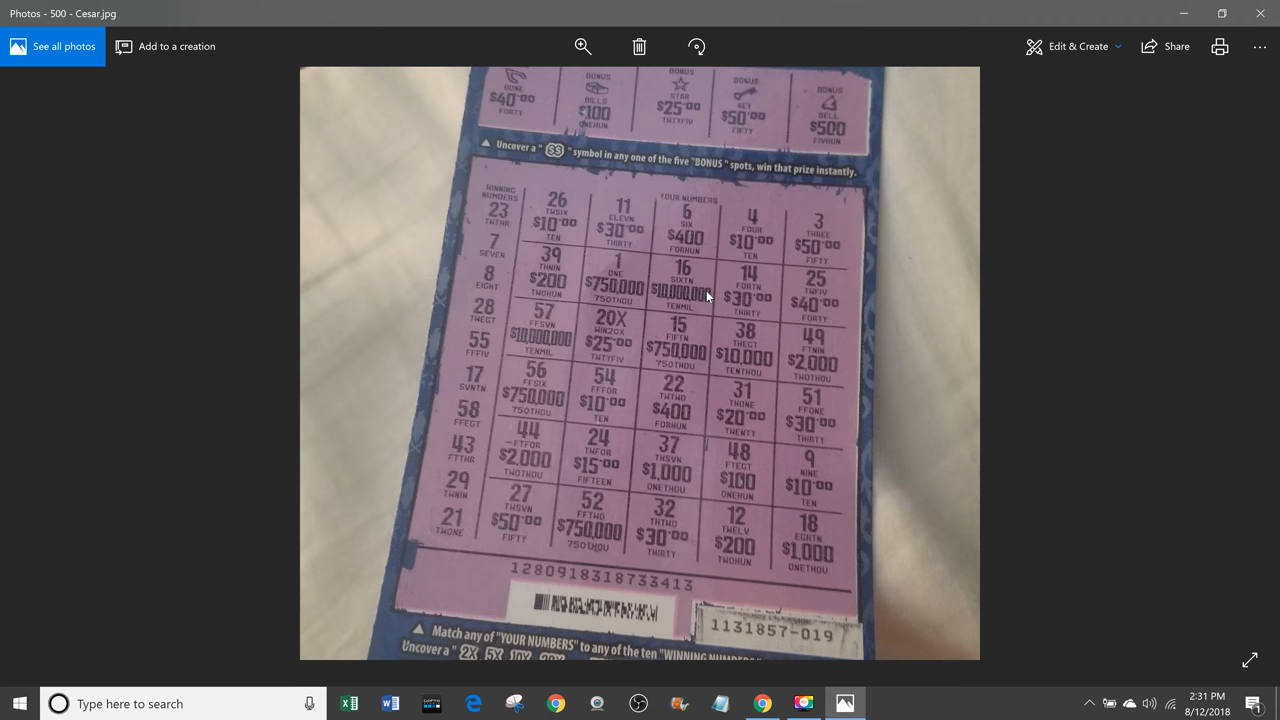 Photos - 500 - Cesar.jpg
See all photos
Add to a creation
Edit & Create
Share
BONUS BONUS BONUS BONUS
BONE BILLS STAR KEY BELL
$40.00 $100 $25.00 $50.00 $500
FORTY ONEHUN TWTYFIV FIFTY FIVHUN
Uncover a "$$" symbol in any one of the five "BONUS" spots, win that prize instantly.
WINNING NUMBERS
23
TWTHR
7
SEVEN
8
EIGHT
28
TWEGT
55
FFFIV
17
SVNTN
58
FFEGT
43
FTTHR
29
TWNIN
21
TWONE
YOUR NUMBERS
26 11 6 4 3
TWSIX ELEVN SIX FOUR THREE
$10.00 $30.00 $400 $10.00 $50.00
TEN THIRTY FORHUN TEN FIFTY
39 1 16 14 25
THNIN ONE SIXTN FORTN TWFIV
$200 $750,000 $10,000,000 $30.00 $40.00
TWOHUN 750THOU TENMIL THIRTY FORTY
57 20X 15 38 49
FFSVN WIN20X FIFTN THEGT FTNIN
$10,000,000 $25.00 $750,000 $10,000 $2,000
TENMIL TWTYFIV 750THOU TENTHOU TWOTHOU
56 54 22 31 51
FFSIX FFFOR TWTWO THONE FFONE
$750,000 $10.00 $400 $20.00 $30.00
750THOU TEN FORHUN TWENTY THIRTY
44 24 37 48 9
FTFOR TWFOR THSVN FTEGT NINE
$2,000 $15.00 $1,000 $100 $10.00
TWOTHOU FIFTEEN ONETHOU ONEHUN TEN
27 52 32 12 18
TWSVN FFTWO THTWO TWELV EGHTN
$50.00 $750,000 $30.00 $200 $1,000
FIFTY 750THOU THIRTY TWOHUN ONETHOU
1280918318733413
1131857-019
Match any of "YOUR NUMBERS" to any of the ten "WINNING NUMBERS
Uncover a "2X 5X 10X 20X
Type here to search
2:31 PM
8/12/2018